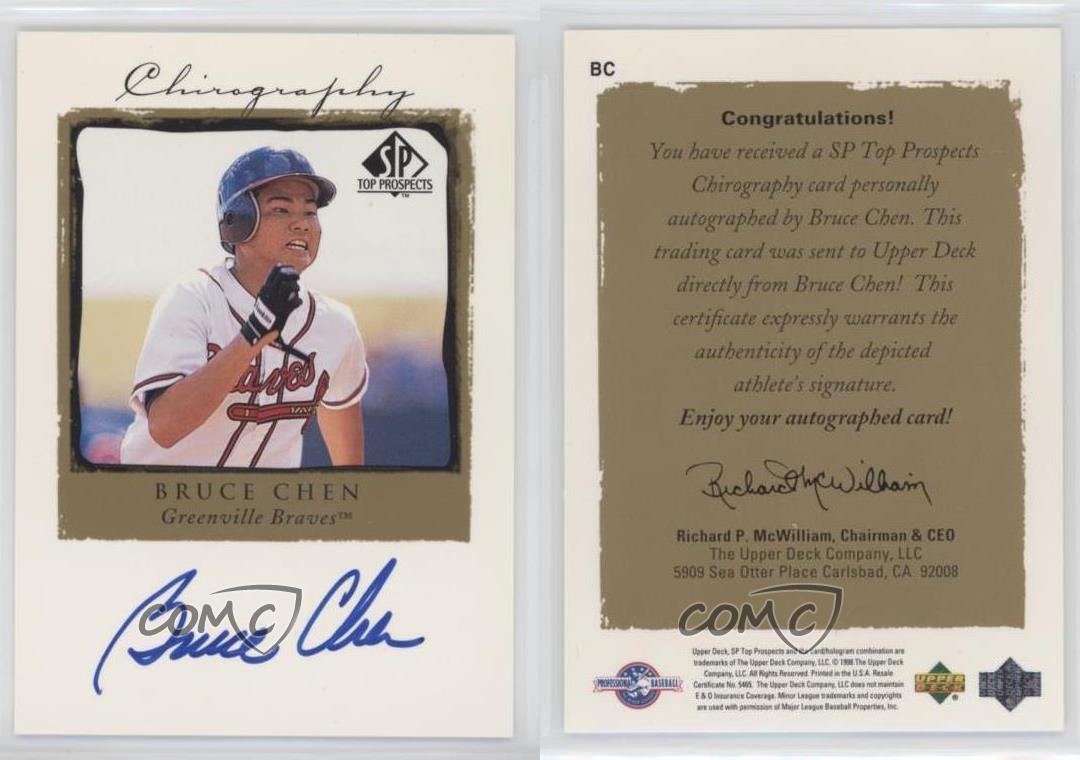 Chirography
SP
TOP PROSPECTS™
Braves
BRUCE CHEN
Greenville Braves™
Bruce Chen
COMC
BC
Congratulations!
You have received a SP Top Prospects
Chirography card personally
autographed by Bruce Chen. This
trading card was sent to Upper Deck
directly from Bruce Chen! This
certificate expressly warrants the
authenticity of the depicted
athlete's signature.
Enjoy your autographed card!
Richard McWilliam
Richard P. McWilliam, Chairman & CEO
The Upper Deck Company, LLC
5909 Sea Otter Place Carlsbad, CA 92008
COMC
Upper Deck, SP Top Prospects and the card/hologram combination are
trademarks of The Upper Deck Company, LLC. © 1998 The Upper Deck
Company, LLC. All Rights Reserved. Printed in the U.S.A. Resale
Certificate No. 5465. The Upper Deck Company, LLC does not maintain
E & O Insurance Coverage. Minor League trademarks and copyrights
are used with permission of Major League Baseball Properties, Inc.
PROFESSIONAL BASEBALL
UPPER
DECK
®